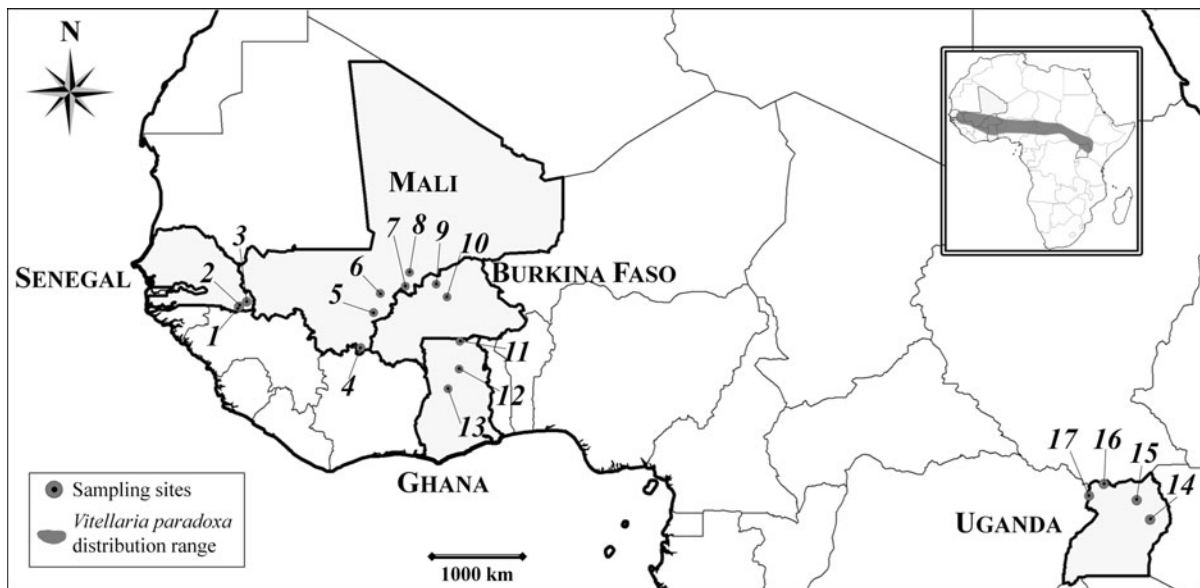 N
MALI
3
7
8
9
10
SENEGAL
2
6
BURKINA FASO
5
1
11
4
12
13
17
16
15
14
GHANA
UGANDA
Sampling sites
Vitellaria paradoxa
distribution range
1000 km